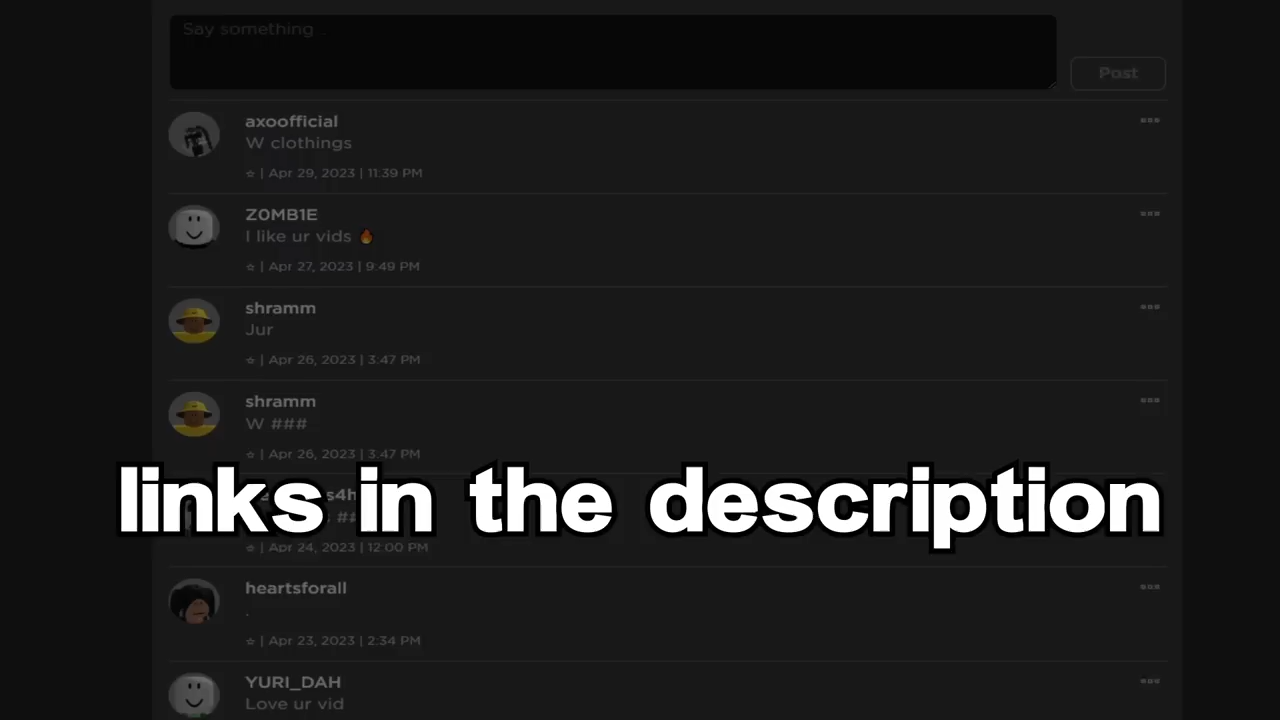 Say something ..
Post
axoofficial
W clothings
☆ | Apr 29, 2023 | 11:39 PM
Z0MB1E
I like ur vids 🔥
☆ | Apr 27, 2023 | 9:49 PM
shramm
Jur
☆ | Apr 26, 2023 | 3:47 PM
shramm
W ###
☆ | Apr 26, 2023 | 3:47 PM
links in the description
☆ | Apr 24, 2023 | 12:00 PM
heartsforall
.
☆ | Apr 23, 2023 | 2:34 PM
YURI_DAH
Love ur vid